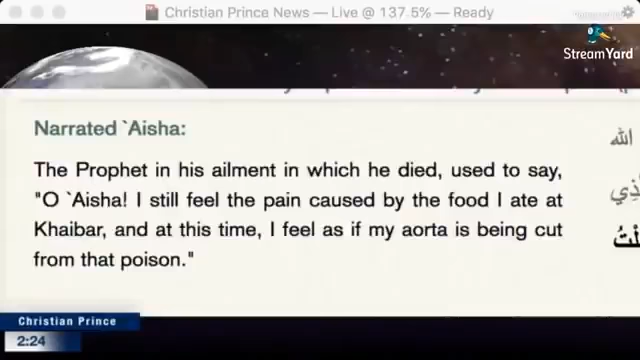 Christian Prince News — Live @ 137.5% — Ready
StreamYard
Narrated `Aisha:
الله
The Prophet in his ailment in which he died, used to say,
"O `Aisha! I still feel the pain caused by the food I ate at
Khaibar, and at this time, I feel as if my aorta is being cut
from that poison."
Christian Prince
2:24